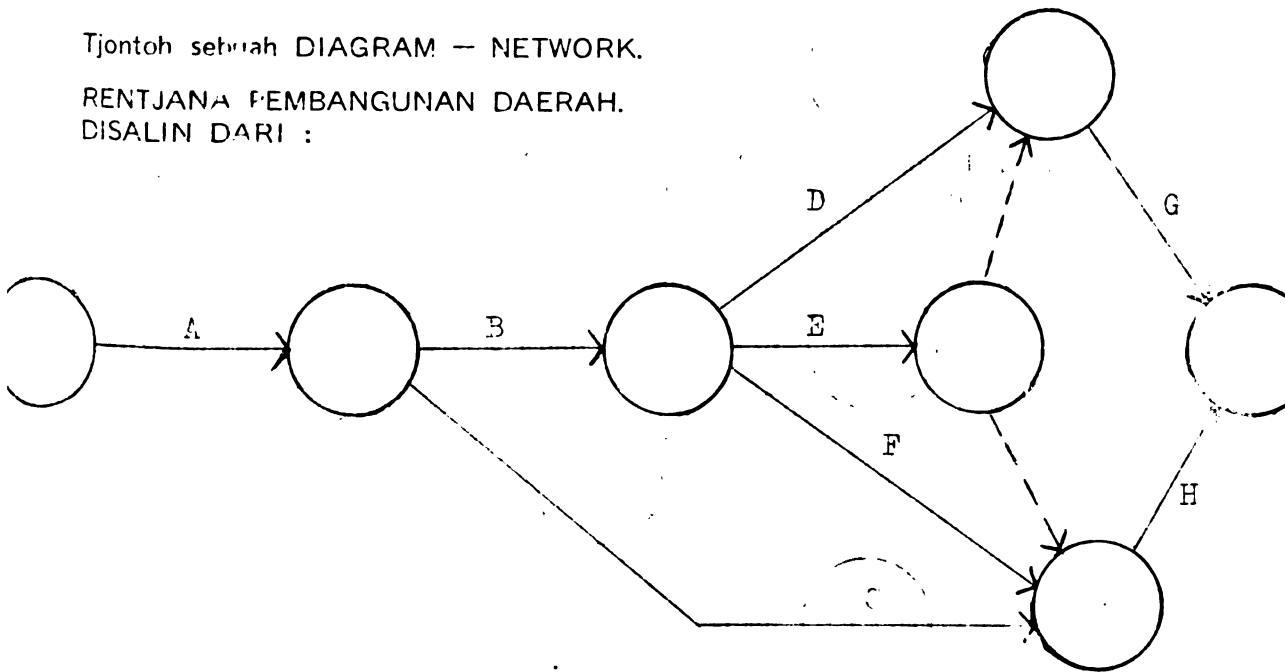 Tjontoh sebuah DIAGRAM — NETWORK.
RENTJANA PEMBANGUNAN DAERAH.
DISALIN DARI :
D
G
A
B
E
F
H